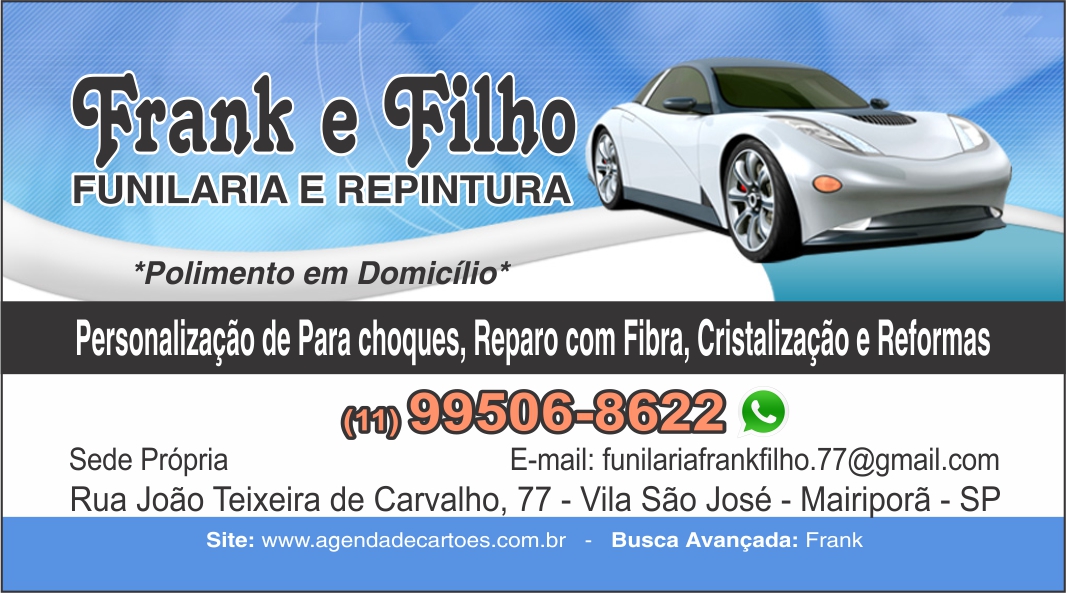 Frank e Filho
FUNILARIA E REPINTURA
*Polimento em Domicílio*
Personalização de Para choques, Reparo com Fibra, Cristalização e Reformas
(11) 99506-8622
Sede Própria E-mail: funilariafrankfilho.77@gmail.com
Rua João Teixeira de Carvalho, 77 - Vila São José - Mairiporã - SP
Site: www.agendadecartoes.com.br - Busca Avançada: Frank